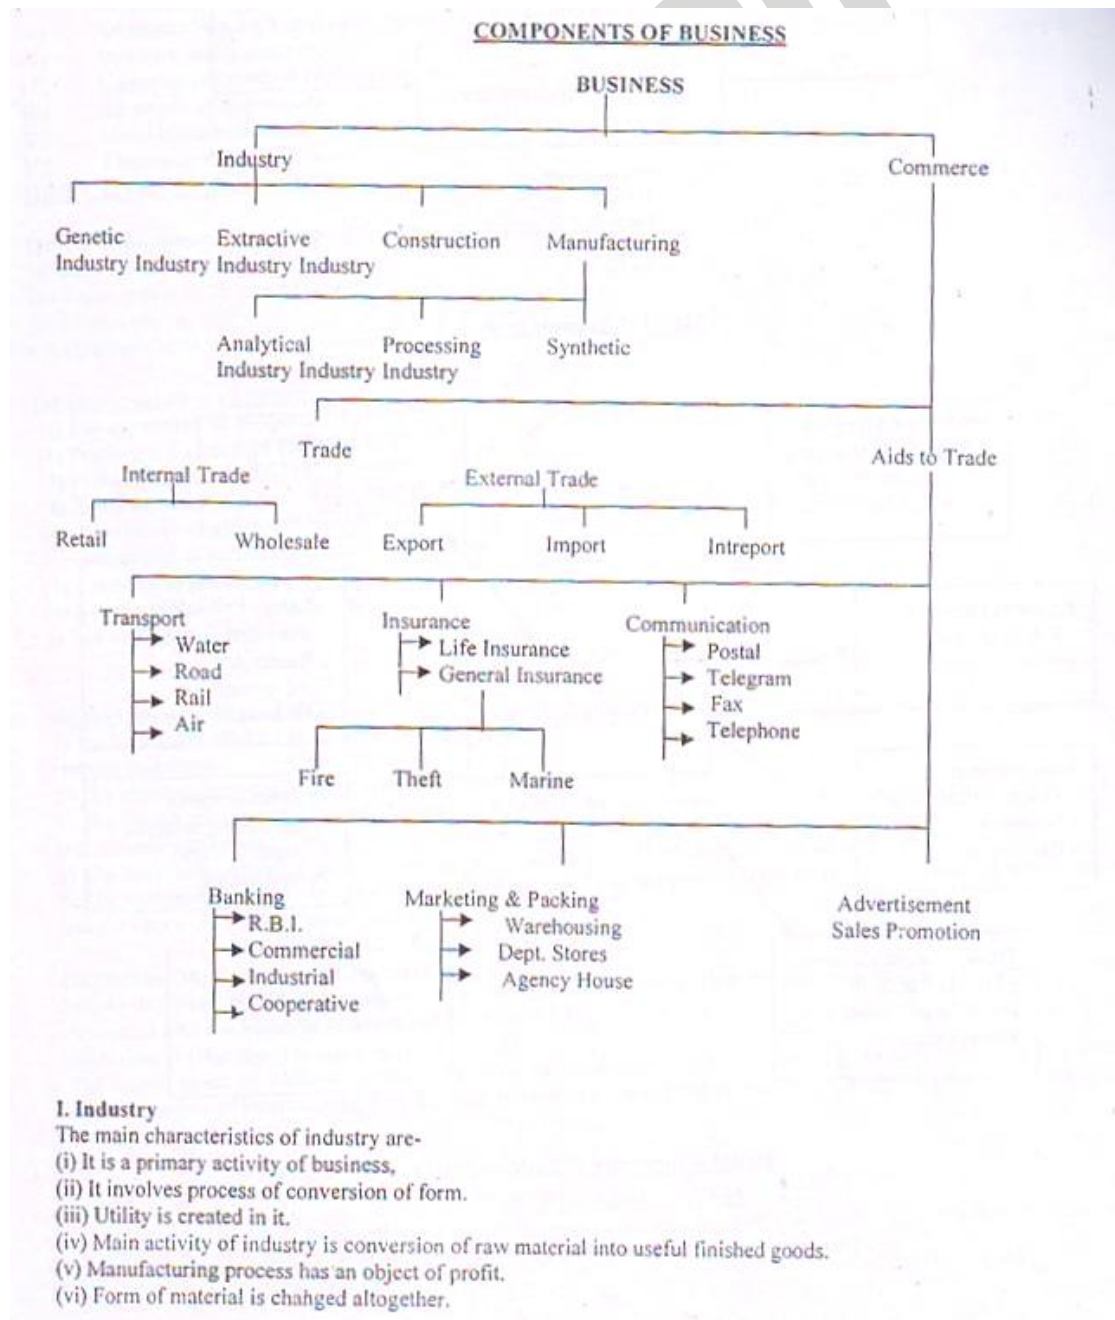 COMPONENTS OF BUSINESS
BUSINESS
Industry
Commerce
Genetic Extractive Construction Manufacturing
Industry Industry Industry Industry
Analytical Processing Synthetic
Industry Industry Industry
Trade
Aids to Trade
Internal Trade External Trade
Retail Wholesale Export Import Intreport
Transport
Water
Road
Rail
Air
Insurance
Life Insurance
General Insurance
Fire Theft Marine
Communication
Postal
Telegram
Fax
Telephone
Banking
R.B.I.
Commercial
Industrial
Cooperative
Marketing & Packing
Warehousing
Dept. Stores
Agency House
Advertisement
Sales Promotion
I. Industry
The main characteristics of industry are-
(i) It is a primary activity of business,
(ii) It involves process of conversion of form.
(iii) Utility is created in it.
(iv) Main activity of industry is conversion of raw material into useful finished goods.
(v) Manufacturing process has an object of profit.
(vi) Form of material is chahged altogether.